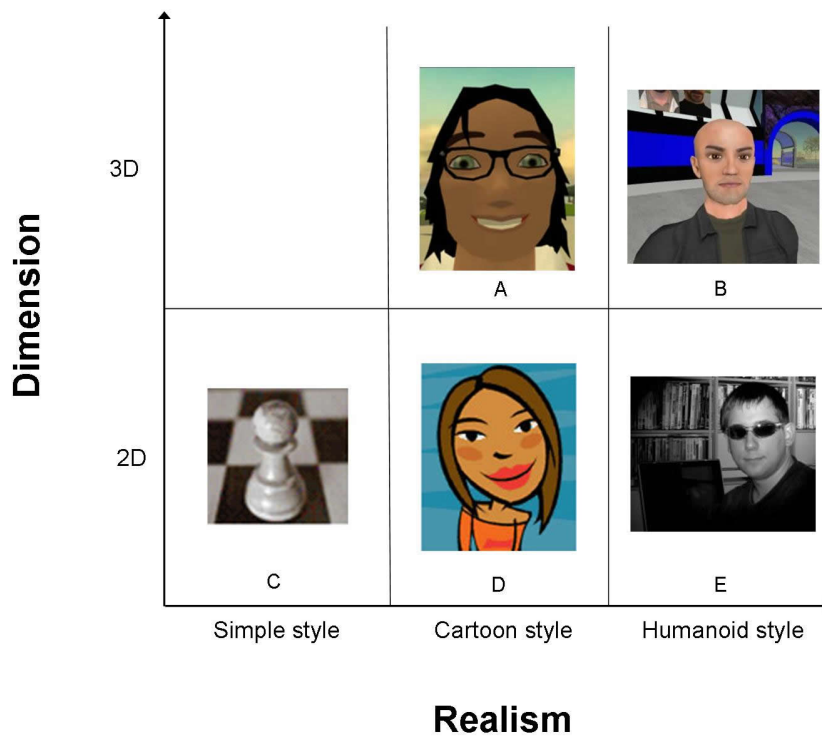 3D
Dimension
A
B
2D
C
D
E
Simple style
Cartoon style
Humanoid style
Realism